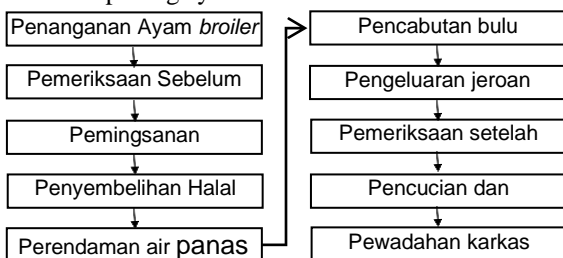 Penanganan Ayam broiler
Pemeriksaan Sebelum
Pemingsanan
Penyembelihan Halal
Perendaman air panas
Pencabutan bulu
Pengeluaran jeroan
Pemeriksaan setelah
Pencucian dan
Pewadahan karkas